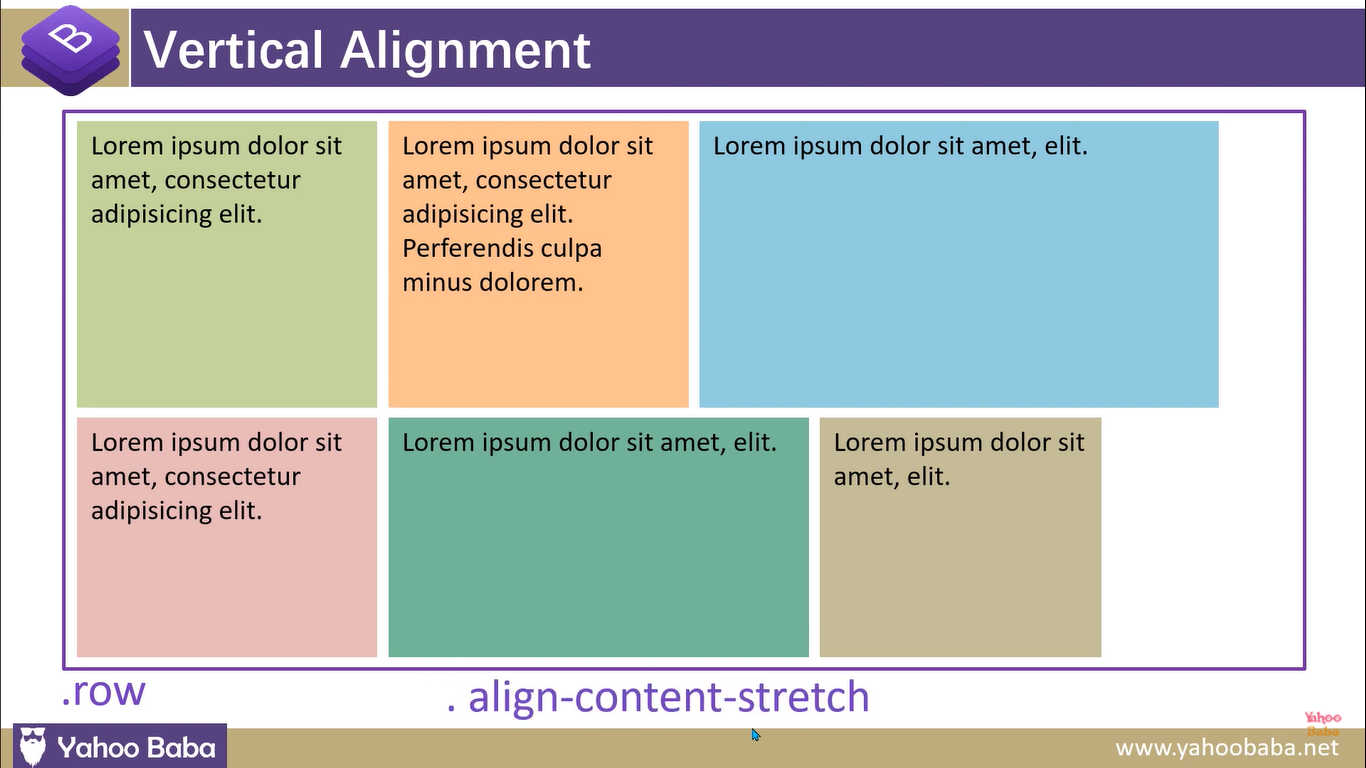 B
Vertical Alignment
Lorem ipsum dolor sit
amet, consectetur
adipisicing elit.
Lorem ipsum dolor sit
amet, consectetur
adipisicing elit.
Perferendis culpa
minus dolorem.
Lorem ipsum dolor sit amet, elit.
Lorem ipsum dolor sit
amet, consectetur
adipisicing elit.
Lorem ipsum dolor sit amet, elit.
Lorem ipsum dolor sit
amet, elit.
.row
. align-content-stretch
Yahoo
Baba
Yahoo Baba
www.yahoobaba.net